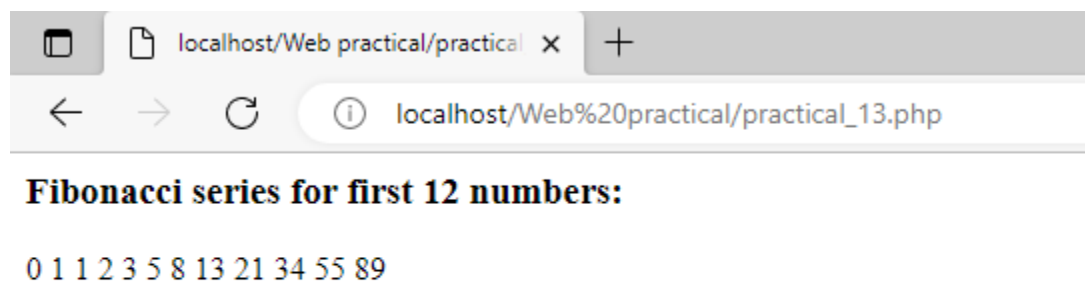 localhost/Web practical/practical
localhost/Web%20practical/practical_13.php
Fibonacci series for first 12 numbers:
0 1 1 2 3 5 8 13 21 34 55 89